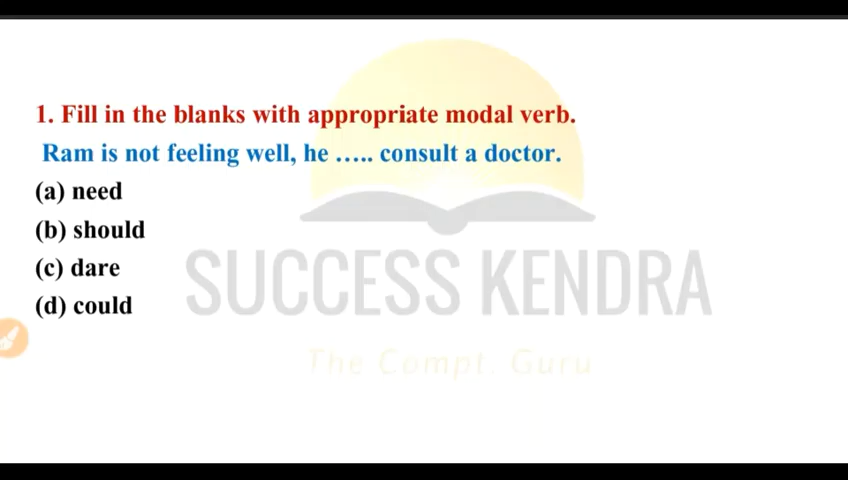 1. Fill in the blanks with appropriate modal verb.
Ram is not feeling well, he ..... consult a doctor.
(a) need
(b) should
(c) dare
(d) could
SUCCESS KENDRA
The Compt. Guru